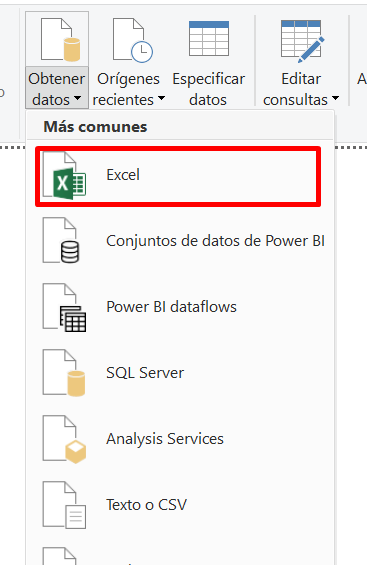 Obtener datos
Orígenes recientes
Especificar datos
Editar consultas
A
Más comunes
Excel
Conjuntos de datos de Power BI
Power BI dataflows
SQL Server
Analysis Services
Texto o CSV